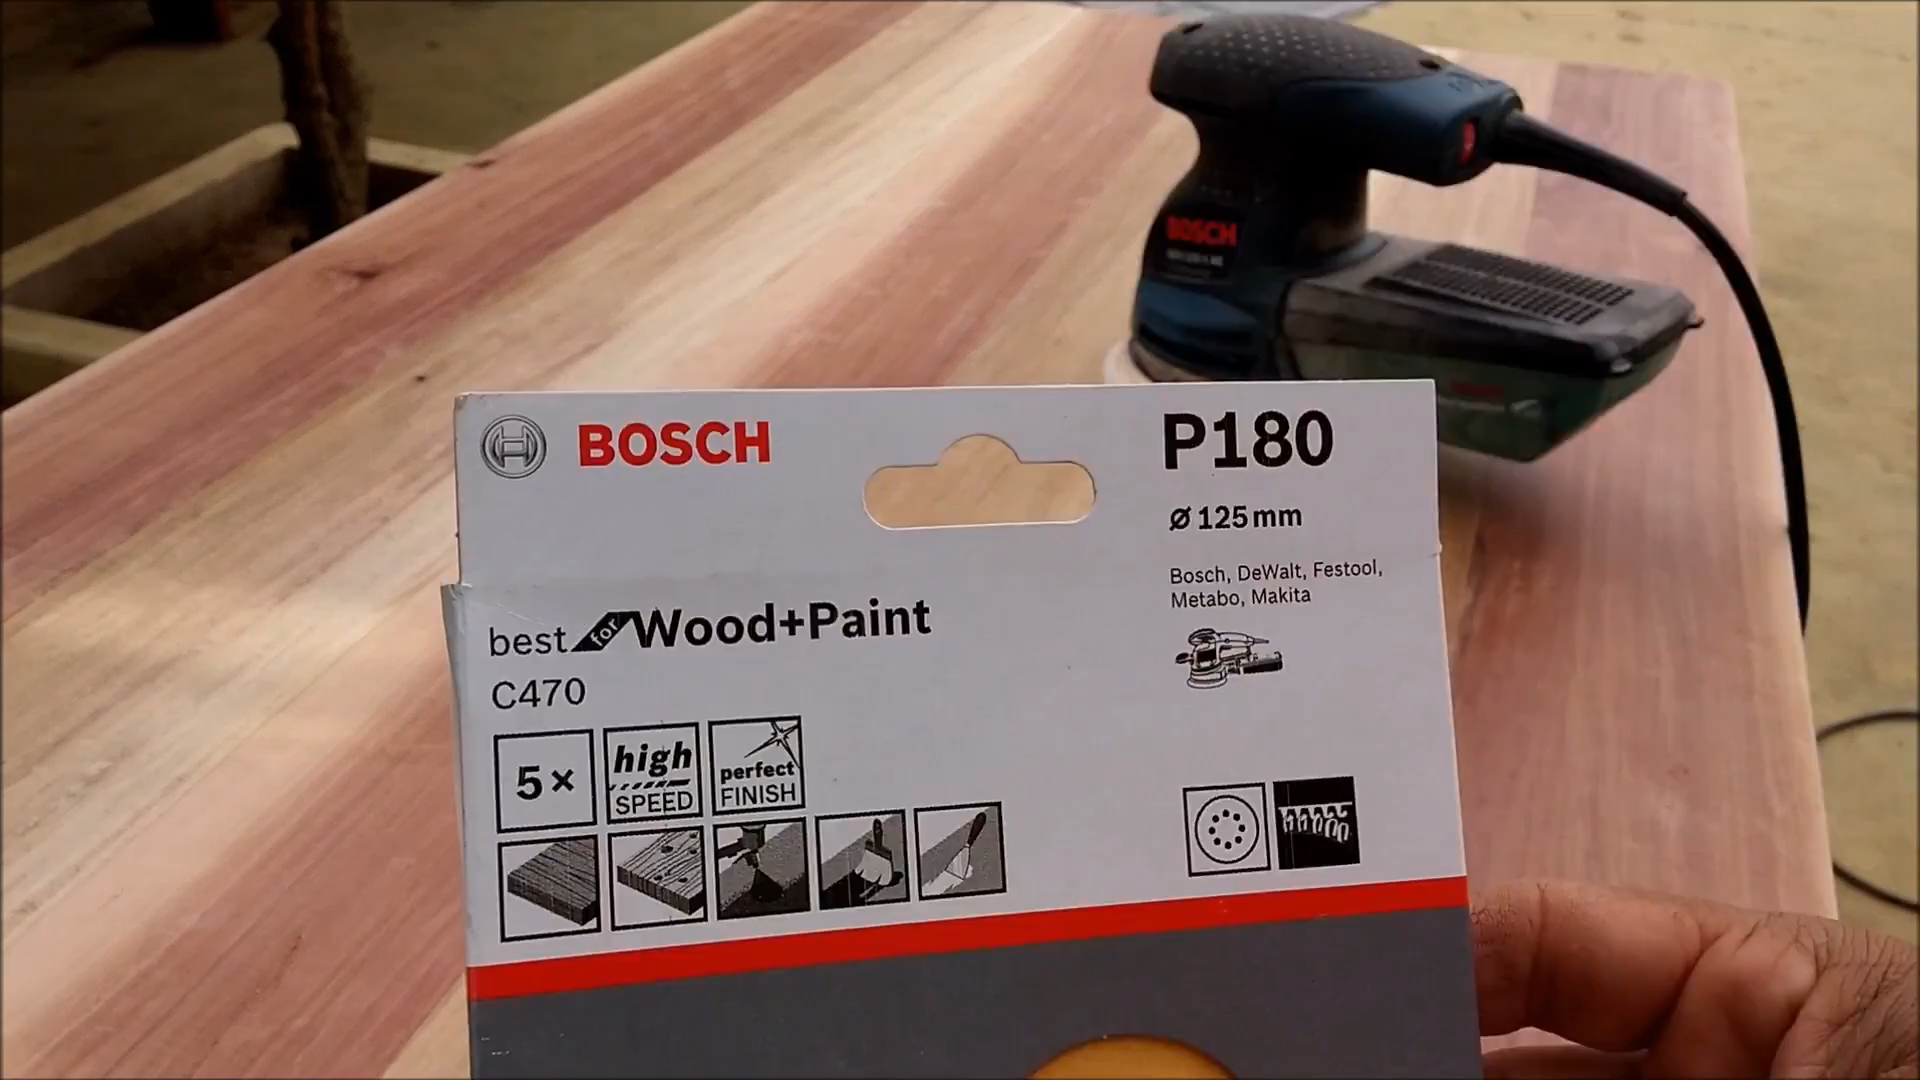 BOSCH
BOSCH
P180
Ø 125 mm
Bosch, DeWalt, Festool,
Metabo, Makita
best for Wood+Paint
C470
5×
high
SPEED
perfect
FINISH